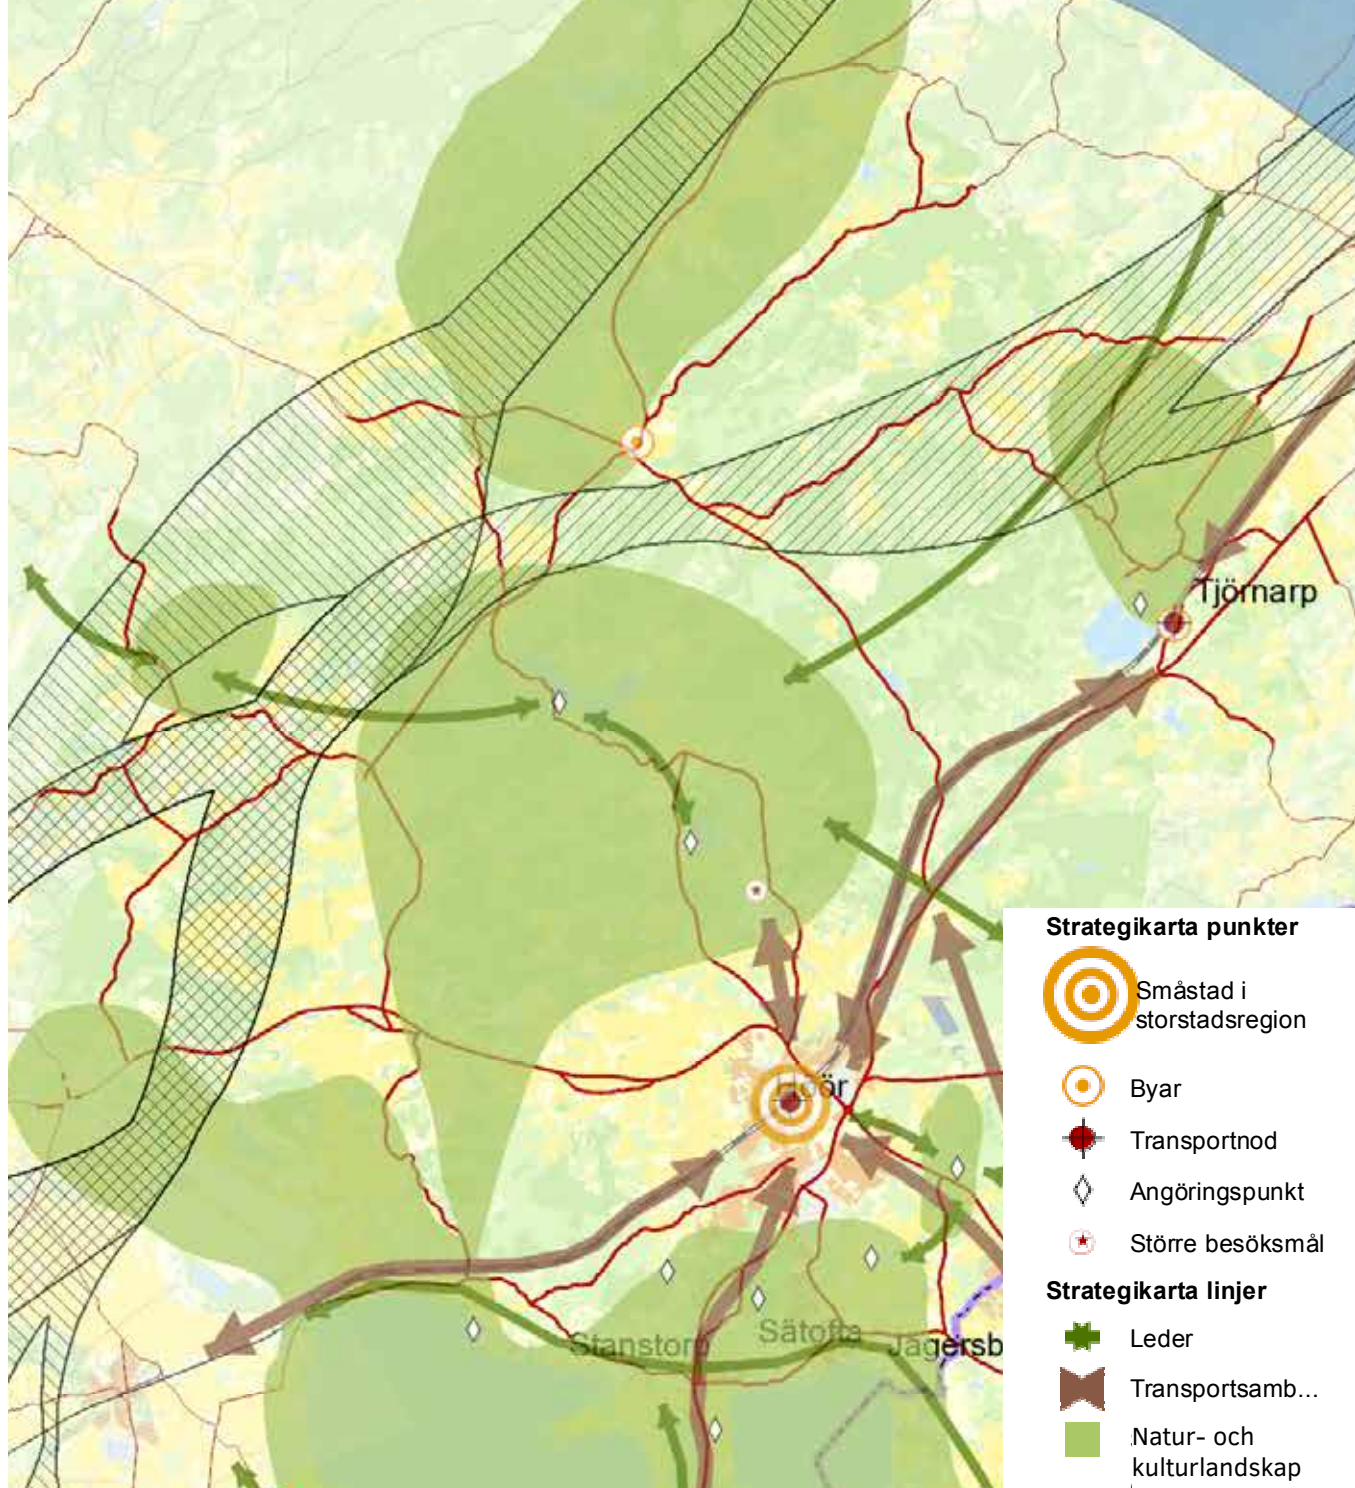 Tjörnarp
Höör
Stanstorp
Sätofta
Jägersb
Strategikarta punkter
Småstad i
storstadsregion
Byar
Transportnod
Angöringspunkt
Större besöksmål
Strategikarta linjer
Leder
Transportsamb...
Natur- och
kulturlandskap